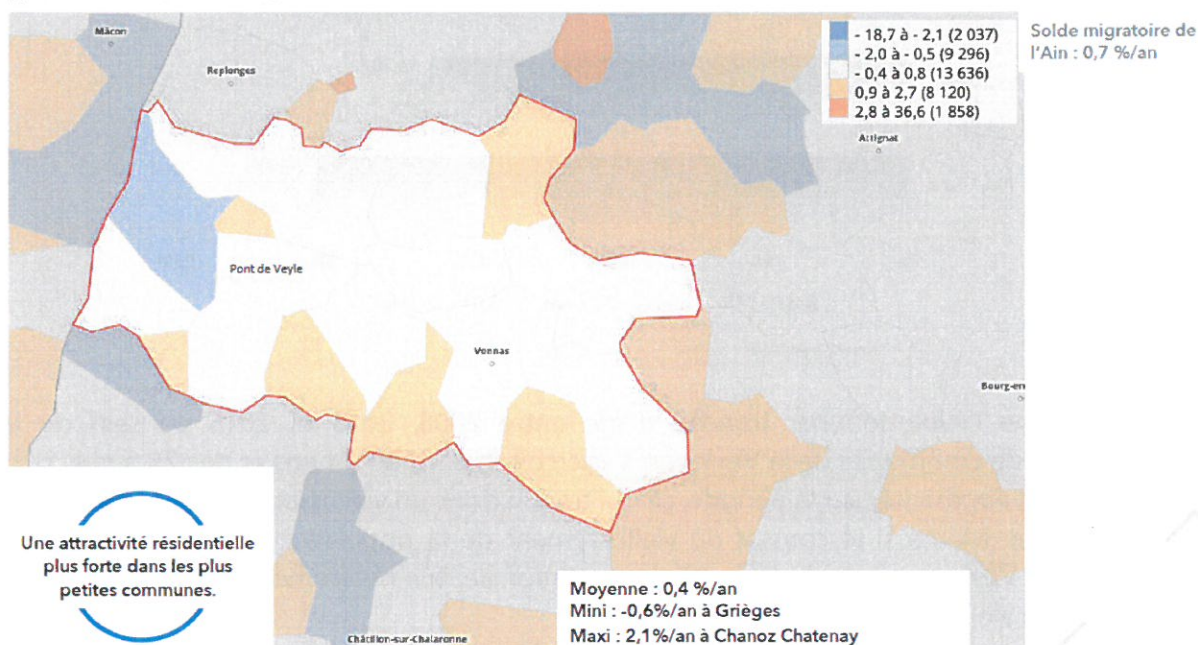 Mâcon
Replonges
- 18,7 à - 2,1 (2 037)
- 2,0 à - 0,5 (9 296)
- 0,4 à 0,8 (13 636)
0,9 à 2,7 (8 120)
2,8 à 36,6 (1 858)
Solde migratoire de
l'Ain : 0,7 %/an
Attignat
Pont de Veyle
Vonnas
Bourg-en
Une attractivité résidentielle
plus forte dans les plus
petites communes.
Moyenne : 0,4 %/an
Mini : -0,6%/an à Grièges
Maxi : 2,1%/an à Chanoz Chatenay
Châtillon-sur-Chalaronne